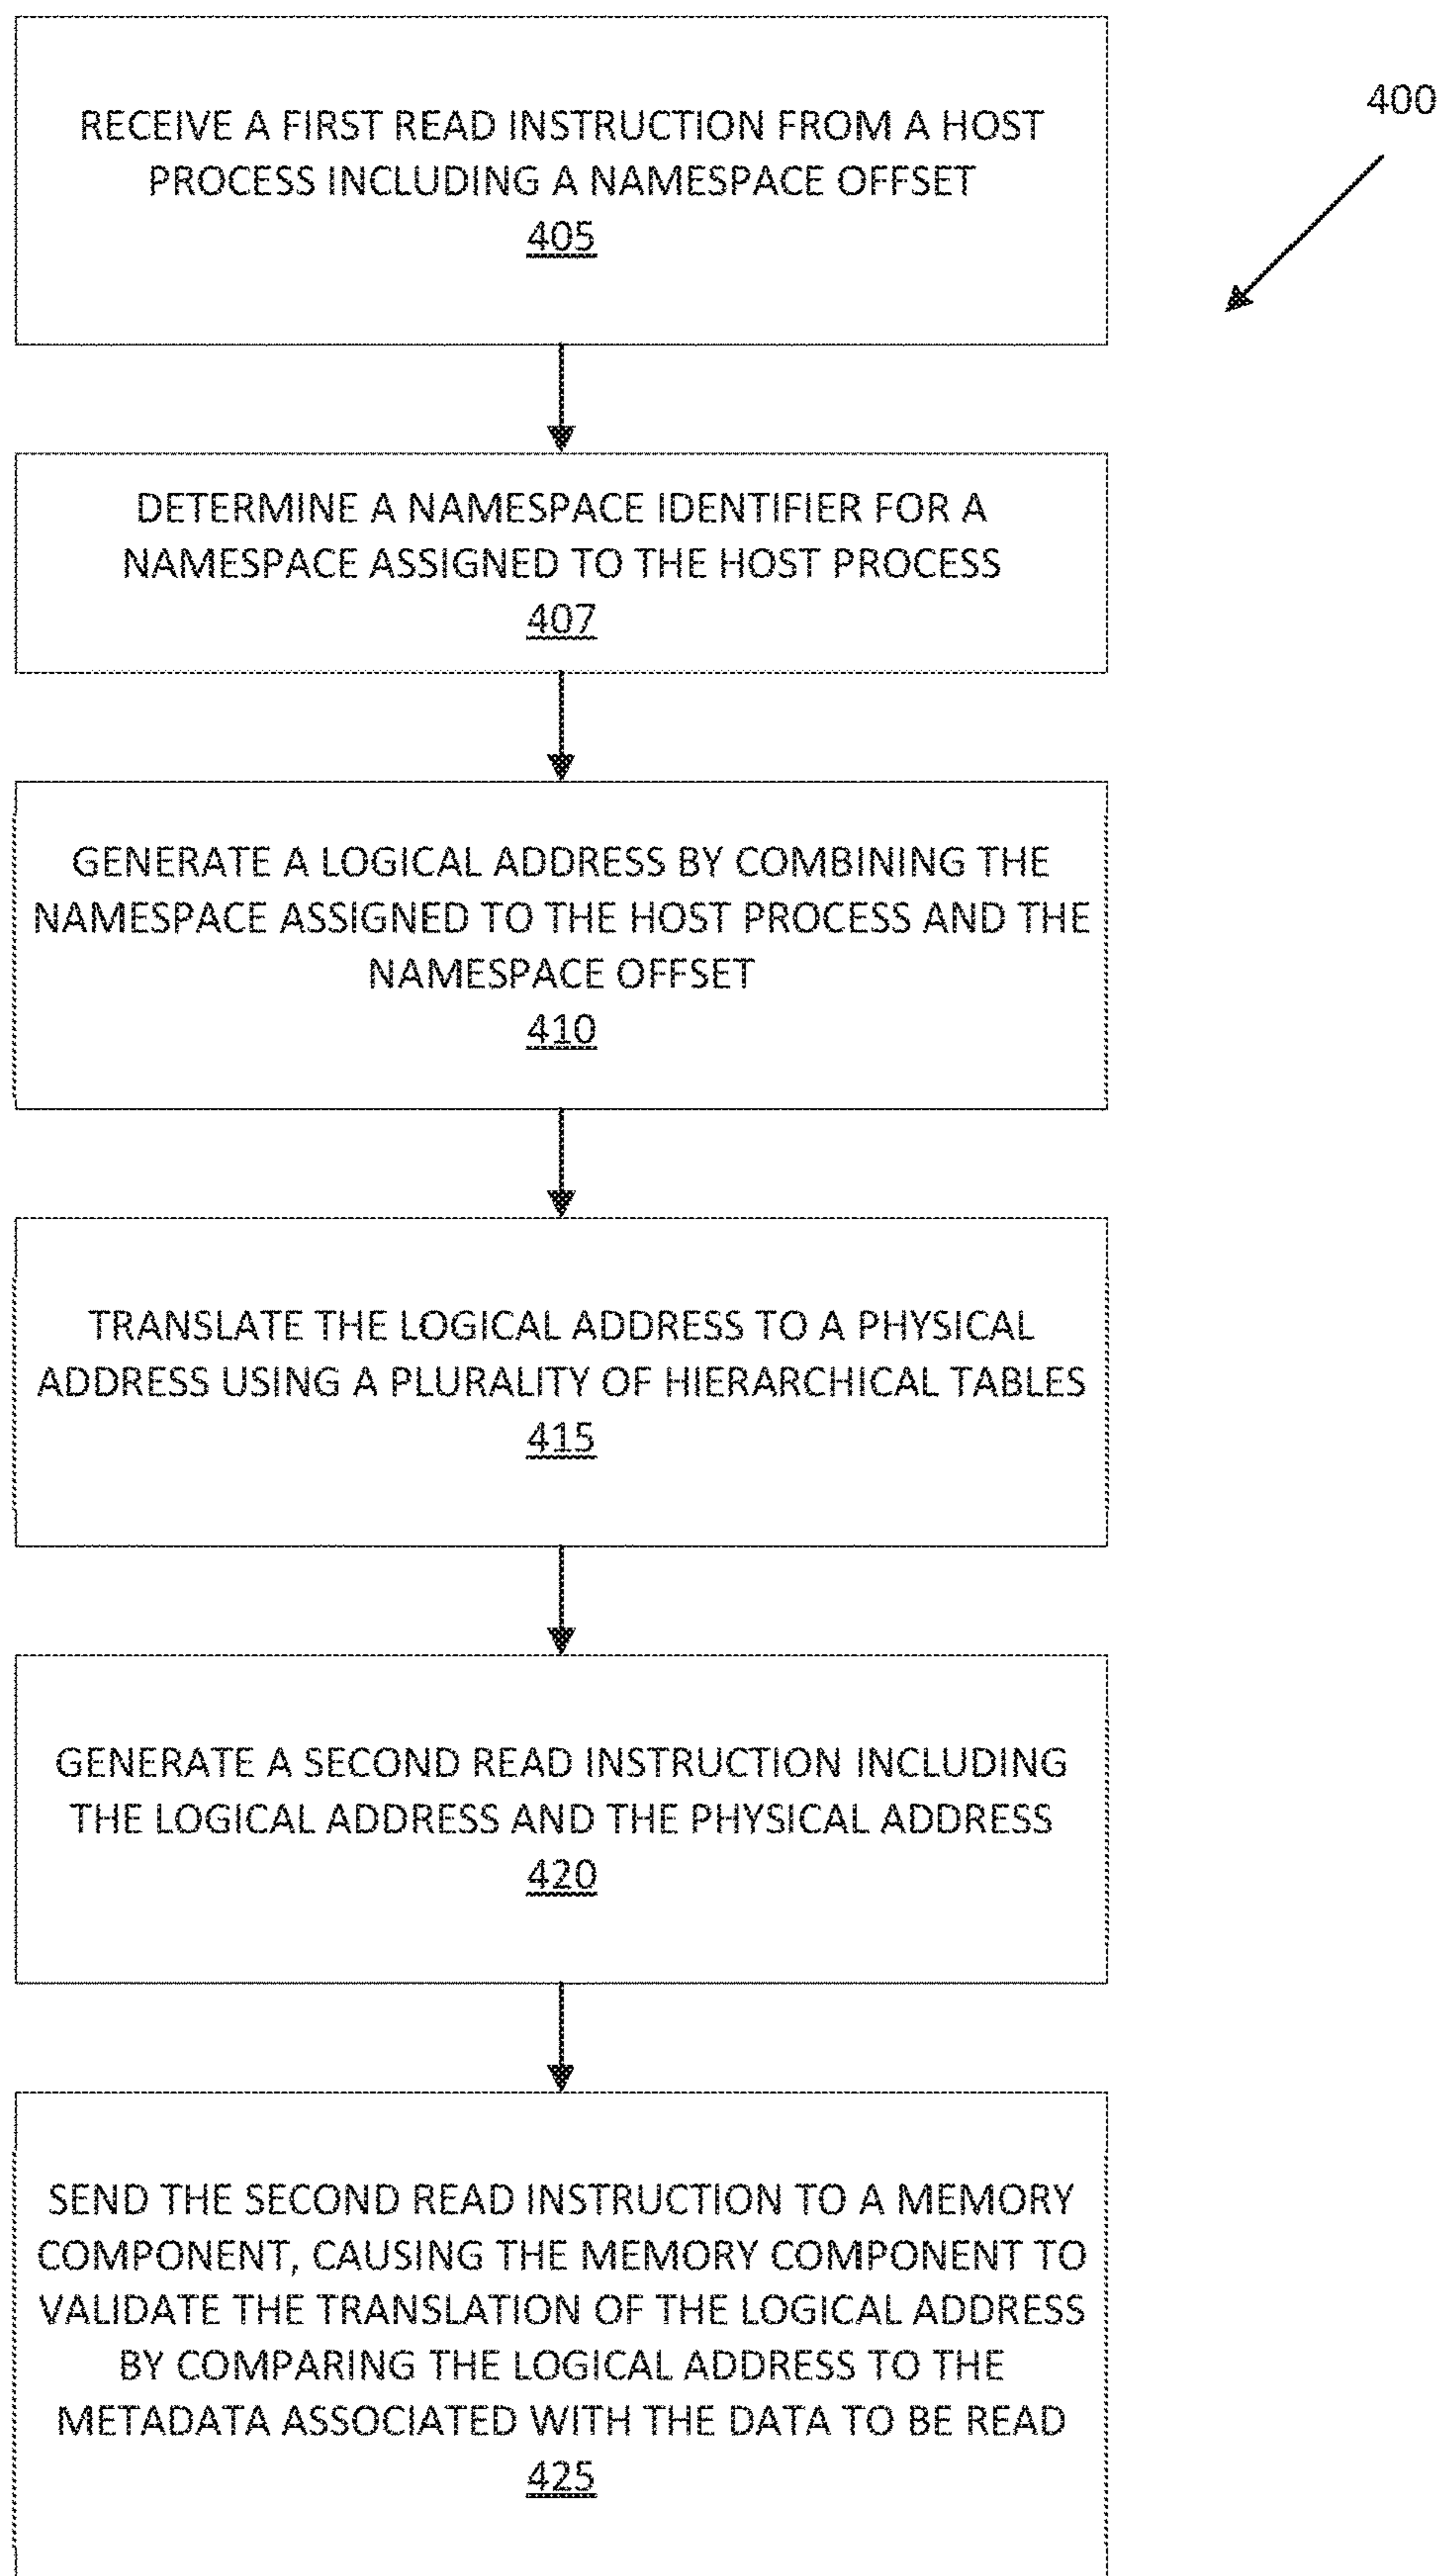 RECEIVE A FIRST READ INSTRUCTION FROM A HOST
PROCESS INCLUDING A NAMESPACE OFFSET
405
400
DETERMINE A NAMESPACE IDENTIFIER FOR A
NAMESPACE ASSIGNED TO THE HOST PROCESS
407
GENERATE A LOGICAL ADDRESS BY COMBINING THE
NAMESPACE ASSIGNED TO THE HOST PROCESS AND THE
NAMESPACE OFFSET
410
TRANSLATE THE LOGICAL ADDRESS TO A PHYSICAL
ADDRESS USING A PLURALITY OF HIERARCHICAL TABLES
415
GENERATE A SECOND READ INSTRUCTION INCLUDING
THE LOGICAL ADDRESS AND THE PHYSICAL ADDRESS
420
SEND THE SECOND READ INSTRUCTION TO A MEMORY
COMPONENT, CAUSING THE MEMORY COMPONENT TO
VALIDATE THE TRANSLATION OF THE LOGICAL ADDRESS
BY COMPARING THE LOGICAL ADDRESS TO THE
METADATA ASSOCIATED WITH THE DATA TO BE READ
425